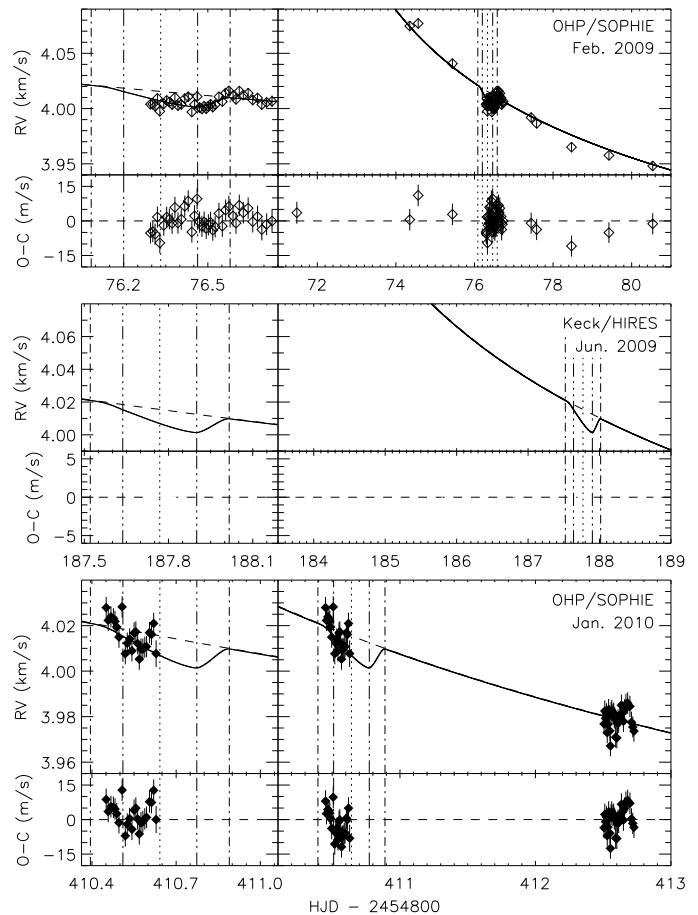 OHP/SOPHIE
Feb. 2009
RV (km/s)
4.05
4.00
3.95
O-C (m/s)
15
0
-15
76.2 76.5 72 74 76 78 80
Keck/HIRES
Jun. 2009
RV (km/s)
4.06
4.04
4.02
4.00
O-C (m/s)
5
0
-5
187.5 187.8 188.1 184 185 186 187 188 189
OHP/SOPHIE
Jan. 2010
RV (km/s)
4.02
4.00
3.98
3.96
O-C (m/s)
15
0
-15
410.4 410.7 411.0 411 412 413
HJD - 2454800